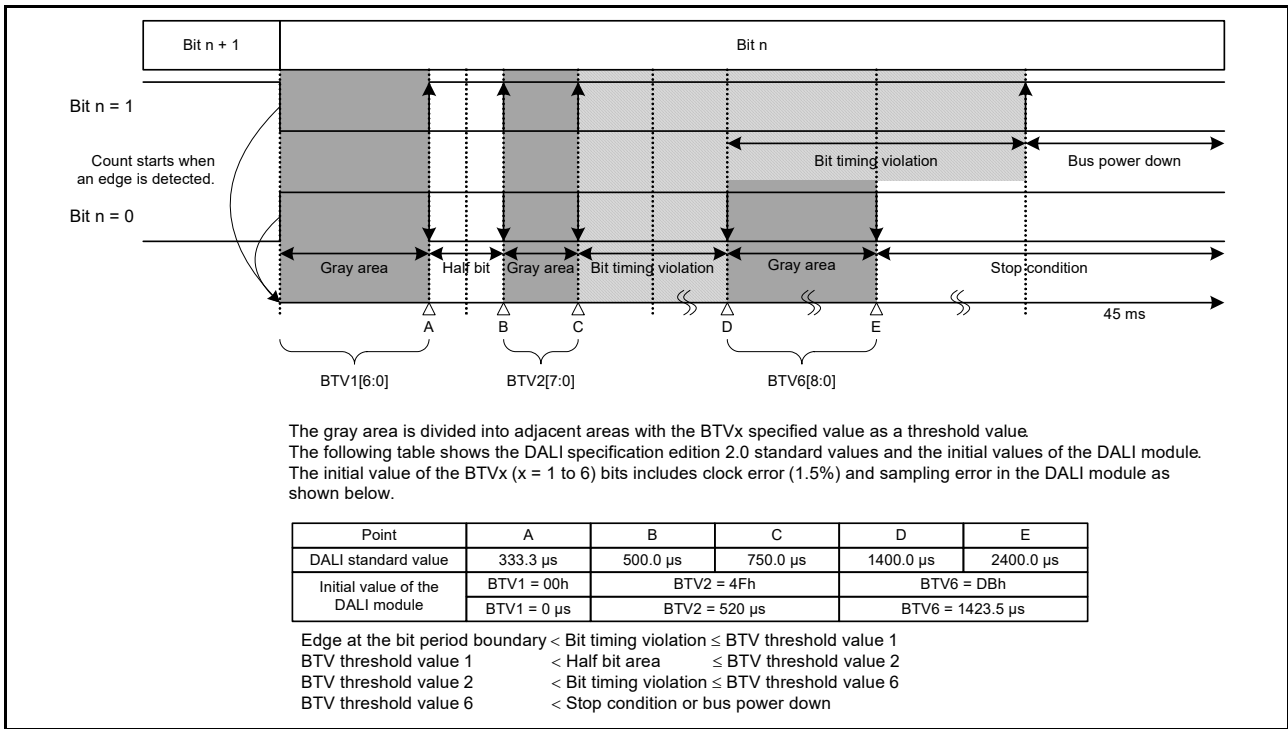 Bit n + 1
Bit n
Bit n = 1
Count starts when
an edge is detected.
Bit timing violation
Bus power down
Bit n = 0
Gray area
Half bit
Gray area
Bit timing violation
Gray area
Stop condition
45 ms
A
B
C
D
E
BTV1[6:0]
BTV2[7:0]
BTV6[8:0]
The gray area is divided into adjacent areas with the BTVx specified value as a threshold value.
The following table shows the DALI specification edition 2.0 standard values and the initial values of the DALI module.
The initial value of the BTVx (x = 1 to 6) bits includes clock error (1.5%) and sampling error in the DALI module as
shown below.
Point A B C D E
DALI standard value 333.3 µs 500.0 µs 750.0 µs 1400.0 µs 2400.0 µs
Initial value of the DALI module BTV1 = 00h BTV2 = 4Fh BTV6 = DBh
BTV1 = 0 µs BTV2 = 520 µs BTV6 = 1423.5 µs
Edge at the bit period boundary < Bit timing violation ≤ BTV threshold value 1
BTV threshold value 1 < Half bit area ≤ BTV threshold value 2
BTV threshold value 2 < Bit timing violation ≤ BTV threshold value 6
BTV threshold value 6 < Stop condition or bus power down